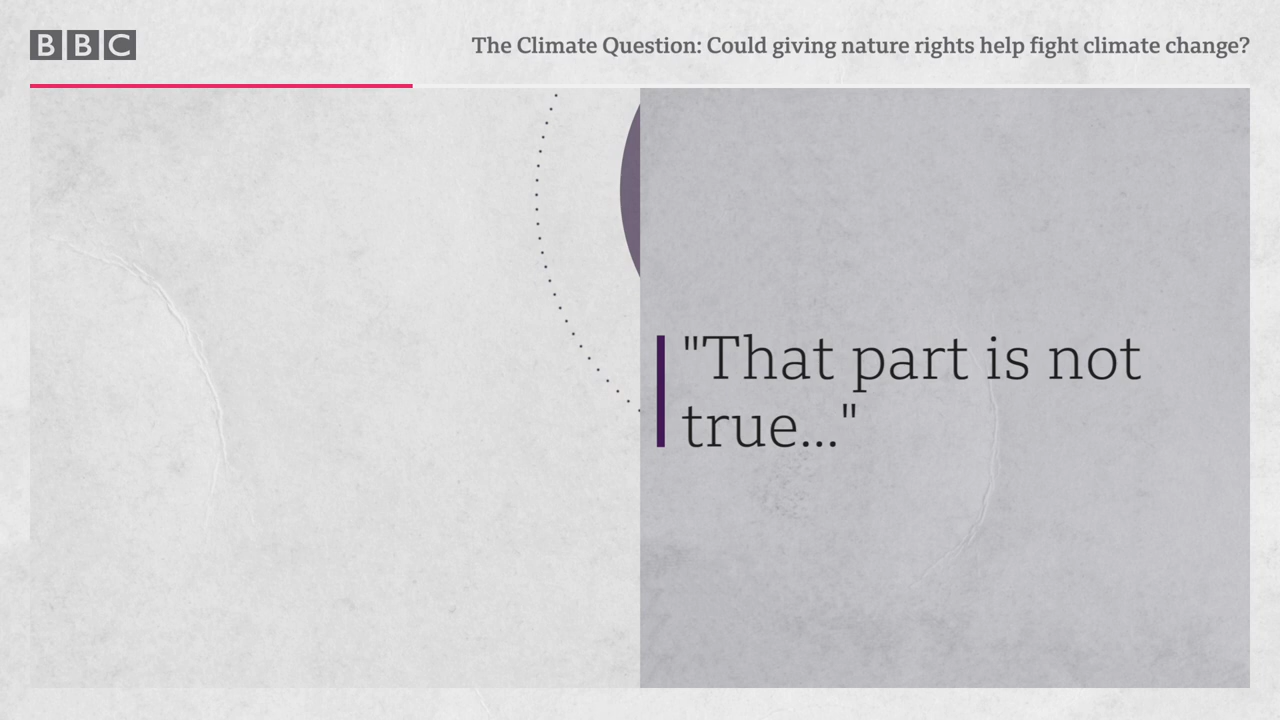 BBC
The Climate Question: Could giving nature rights help fight climate change?
"That part is not
true..."